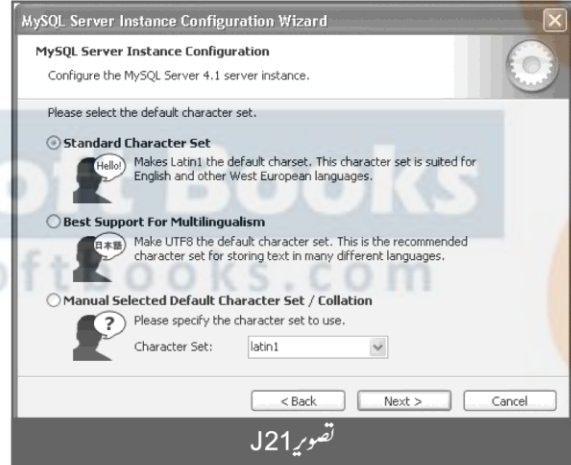 MySQL Server Instance Configuration Wizard
MySQL Server Instance Configuration
Configure the MySQL Server 4.1 server instance.
Please select the default character set.
Standard Character Set
Hello!
Makes Latin1 the default charset. This character set is suited for
English and other West European languages.
Best Support For Multilingualism
日本語
Make UTF8 the default character set. This is the recommended
character set for storing text in many different languages.
Manual Selected Default Character Set / Collation
?
Please specify the character set to use.
Character Set: latin1
< Back Next > Cancel
تصویر J21